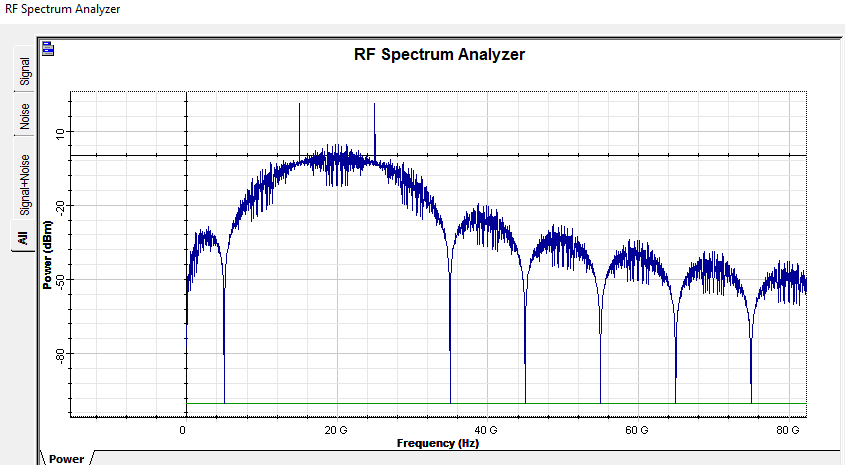 RF Spectrum Analyzer
RF Spectrum Analyzer
Signal
Noise
Signal+Noise
All
Power (dBm)
10
-20
-50
-80
0 20 G 40 G 60 G 80 G
Frequency (Hz)
Power